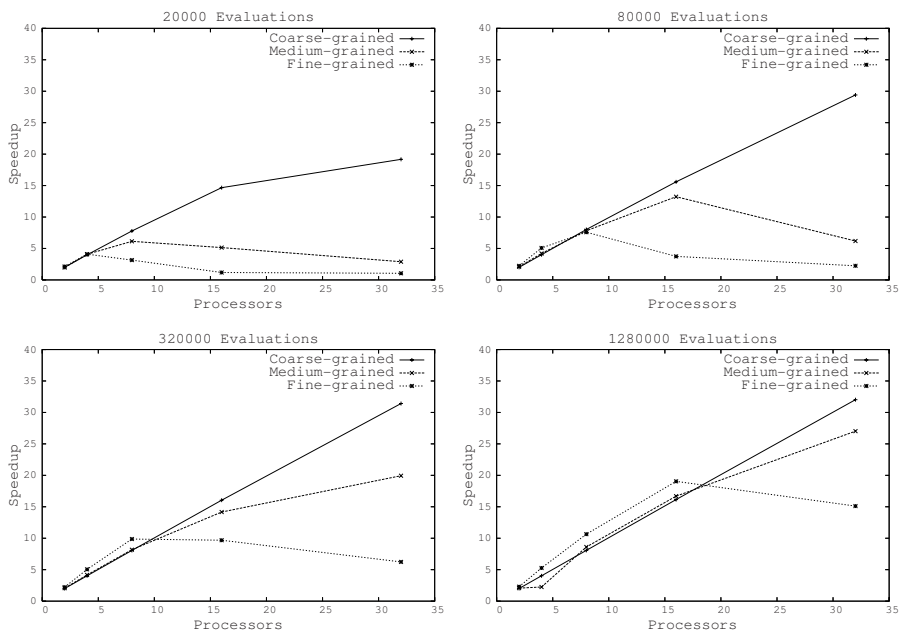 20000 Evaluations
40
35
30
25
20
15
10
5
0
Speedup
0 5 10 15 20 25 30 35
Processors
Coarse-grained
Medium-grained
Fine-grained
80000 Evaluations
40
35
30
25
20
15
10
5
0
Speedup
0 5 10 15 20 25 30 35
Processors
Coarse-grained
Medium-grained
Fine-grained
320000 Evaluations
40
35
30
25
20
15
10
5
0
Speedup
0 5 10 15 20 25 30 35
Processors
Coarse-grained
Medium-grained
Fine-grained
1280000 Evaluations
40
35
30
25
20
15
10
5
0
Speedup
0 5 10 15 20 25 30 35
Processors
Coarse-grained
Medium-grained
Fine-grained